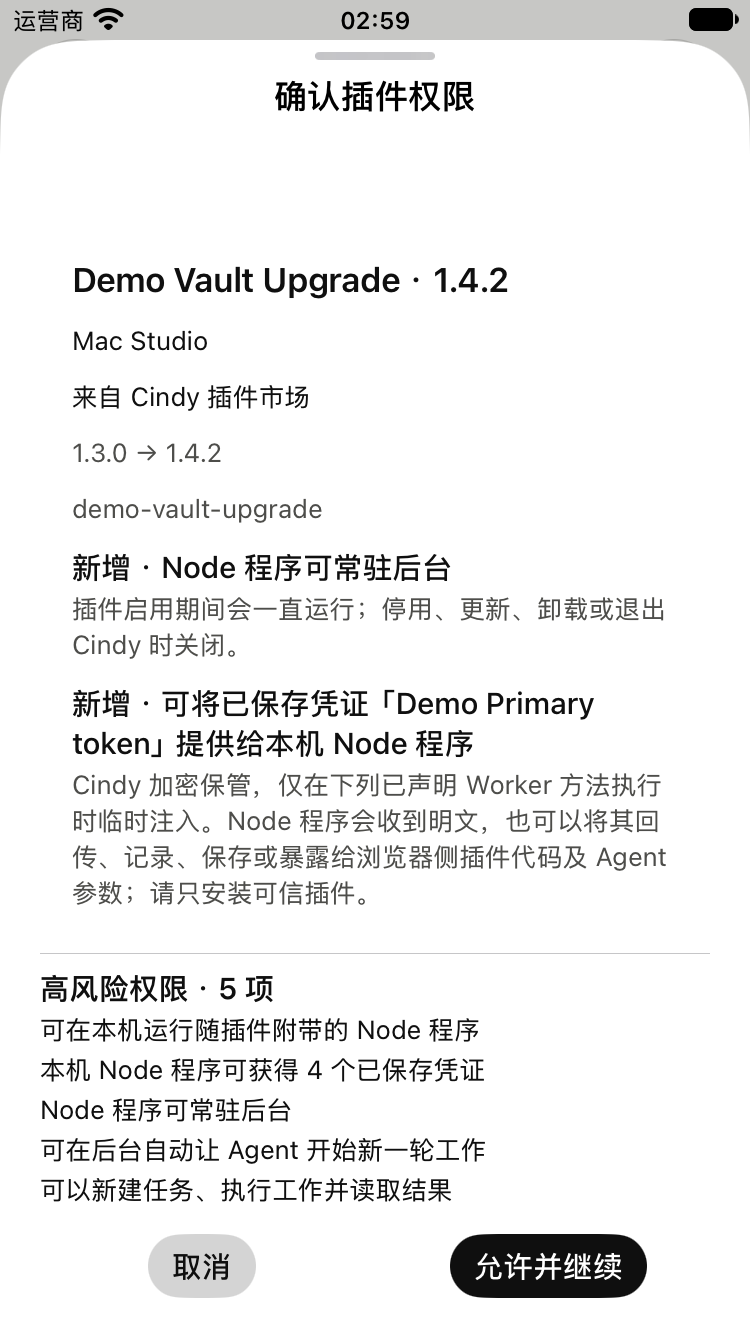 运营商
02:59
确认插件权限
Demo Vault Upgrade · 1.4.2
Mac Studio
来自 Cindy 插件市场
1.3.0 → 1.4.2
demo-vault-upgrade
新增 · Node 程序可常驻后台
插件启用期间会一直运行；停用、更新、卸载或退出
Cindy 时关闭。
新增 · 可将已保存凭证「Demo Primary
token」提供给本机 Node 程序
Cindy 加密保管，仅在下列已声明 Worker 方法执行
时临时注入。Node 程序会收到明文，也可以将其回
传、记录、保存或暴露给浏览器侧插件代码及 Agent
参数；请只安装可信插件。
高风险权限 · 5 项
可在本机运行随插件附带的 Node 程序
本机 Node 程序可获得 4 个已保存凭证
Node 程序可常驻后台
可在后台自动让 Agent 开始新一轮工作
可以新建任务、执行工作并读取结果
取消
允许并继续